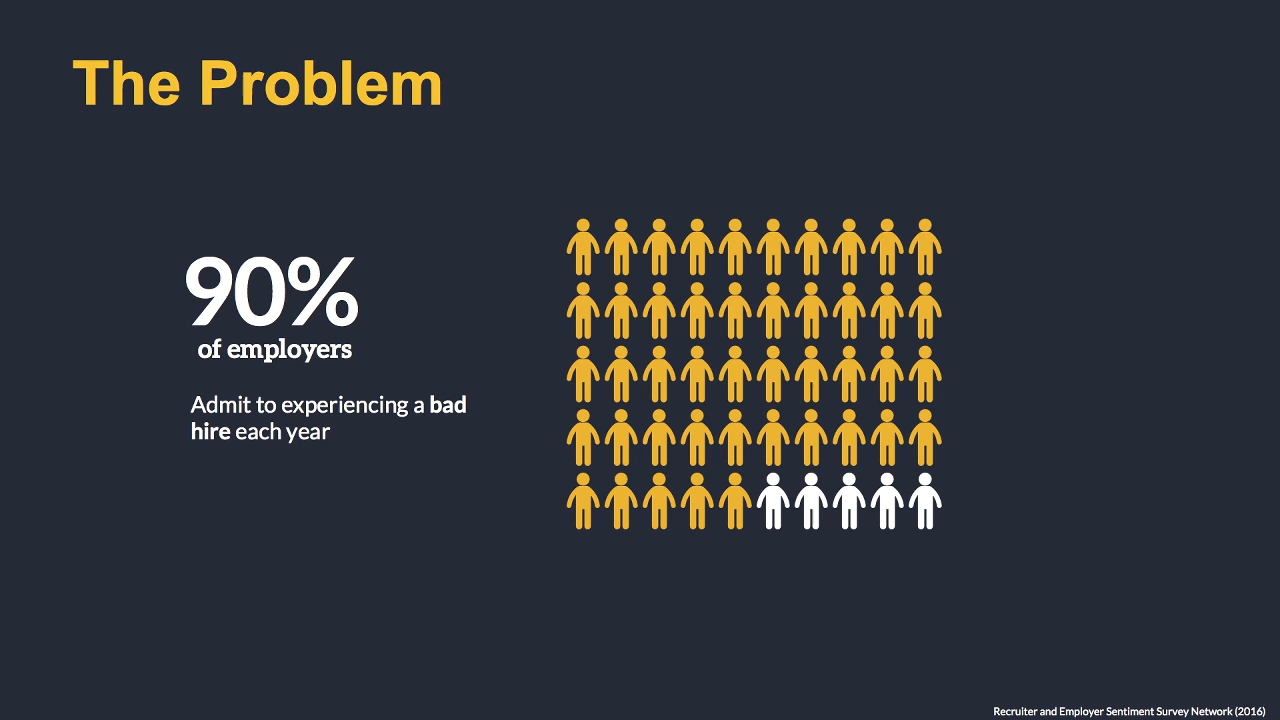 The Problem
90%
of employers
Admit to experiencing a bad
hire each year
Recruiter and Employer Sentiment Survey Network (2016)